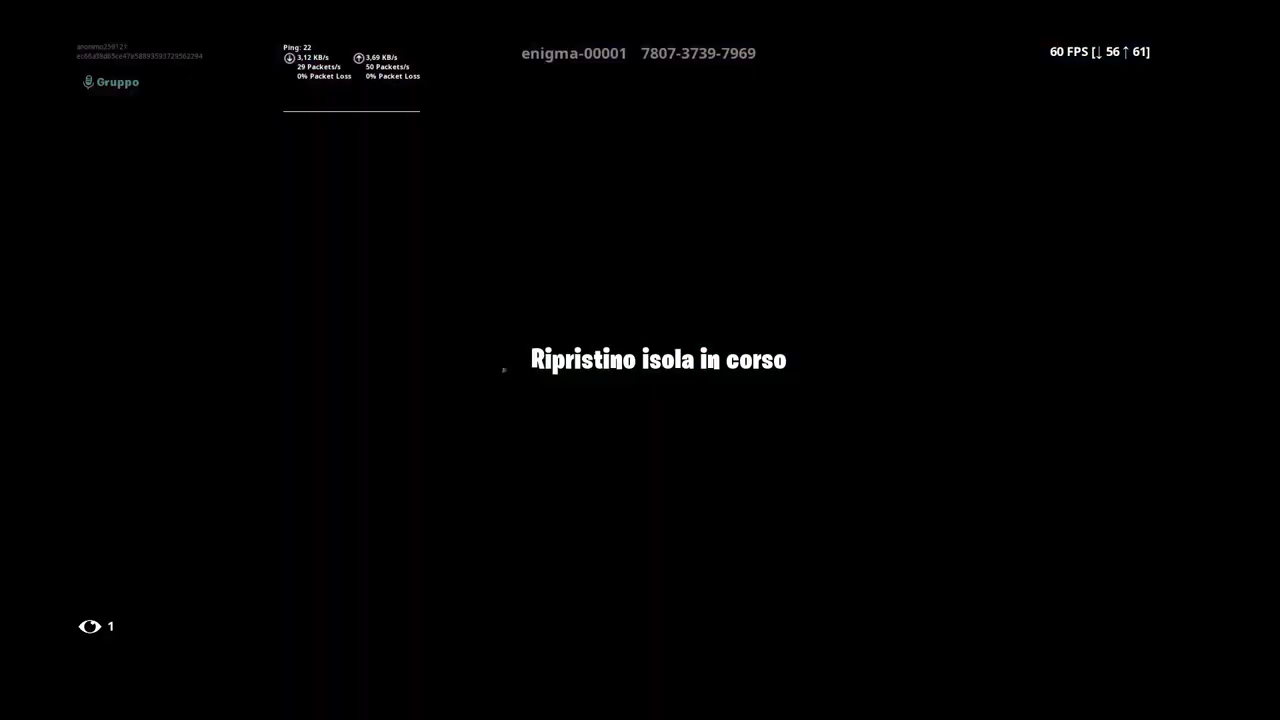 Ping: 22
3,12 KB/s 3,69 KB/s
29 Packets/s 50 Packets/s
0% Packet Loss 0% Packet Loss
enigma-00001 7807-3739-7969
60 FPS [↓ 56 ↑ 61]
Gruppo
Ripristino isola in corso
1